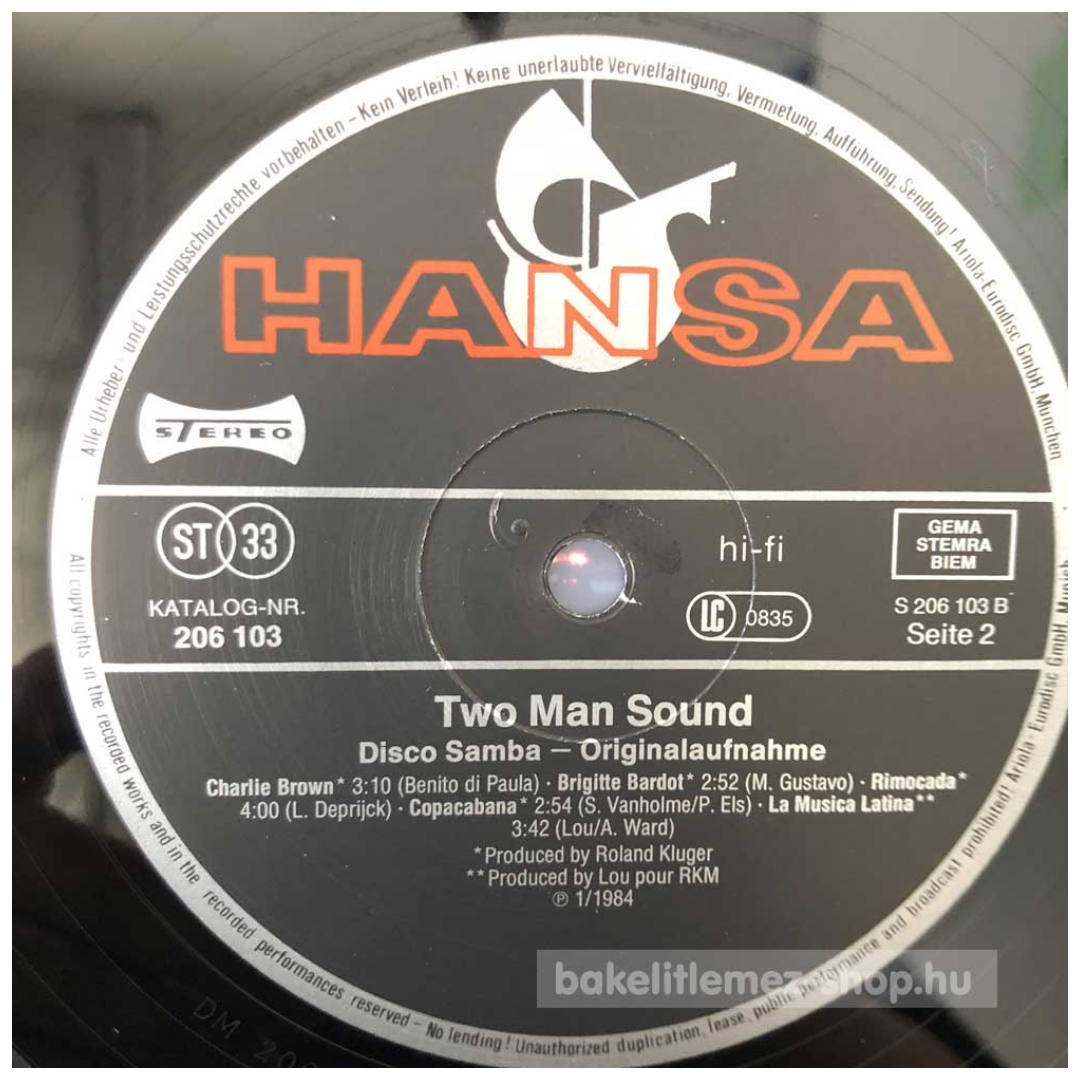 Alle Urheber- und Leistungsschutzrechte vorbehalten – Kein Verleih! Keine unerlaubte Vervielfältigung, Vermietung, Aufführung, Sendung! Ariola-Eurodisc GmbH, München
HANSA
STEREO
ST 33
hi-fi
GEMA
STEMRA
BIEM
KATALOG-NR.
206 103
LC 0835
S 206 103 B
Seite 2
Two Man Sound
Disco Samba – Originalaufnahme
Charlie Brown* 3:10 (Benito di Paula) · Brigitte Bardot* 2:52 (M. Gustavo) · Rimocada*
4:00 (L. Deprijck) · Copacabana* 2:54 (S. Vanholme/P. Els) · La Musica Latina**
3:42 (Lou/A. Ward)
*Produced by Roland Kluger
**Produced by Lou pour RKM
℗ 1/1984
All copyrights in the recorded works and in the recorded performances reserved – No lending! Unauthorized duplication, lease, public performance and broadcast prohibited! Ariola-Eurodisc GmbH, Munich
bakelitlemez-shop.hu
DM